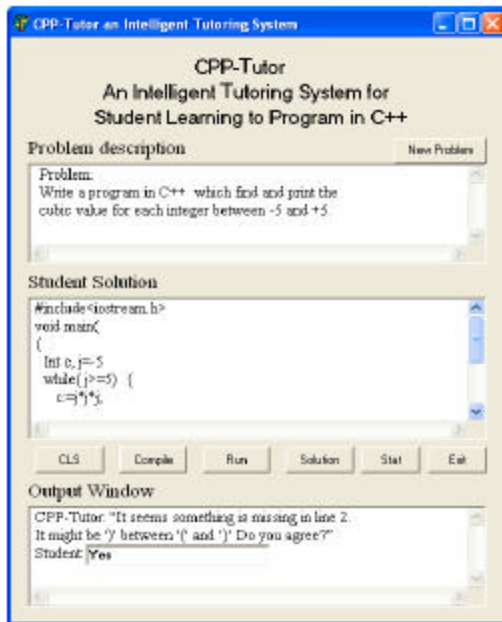 CPP-Tutor an Intelligent Tutoring System
CPP-Tutor
An Intelligent Tutoring System for
Student Learning to Program in C++
Problem description
New Problem
Problem:
Write a program in C++ which find and print the
cubic value for each integer between -5 and +5.
Student Solution
#include<iostream.h>
void main(
{
Int c, j=-5
while( j>=5) {
c=j*j*j,
CLS
Compile
Run
Solution
Stat
Exit
Output Window
CPP-Tutor: "It seems something is missing in line 2.
It might be ')' between '(' and ')' Do you agree?"
Student: Yes